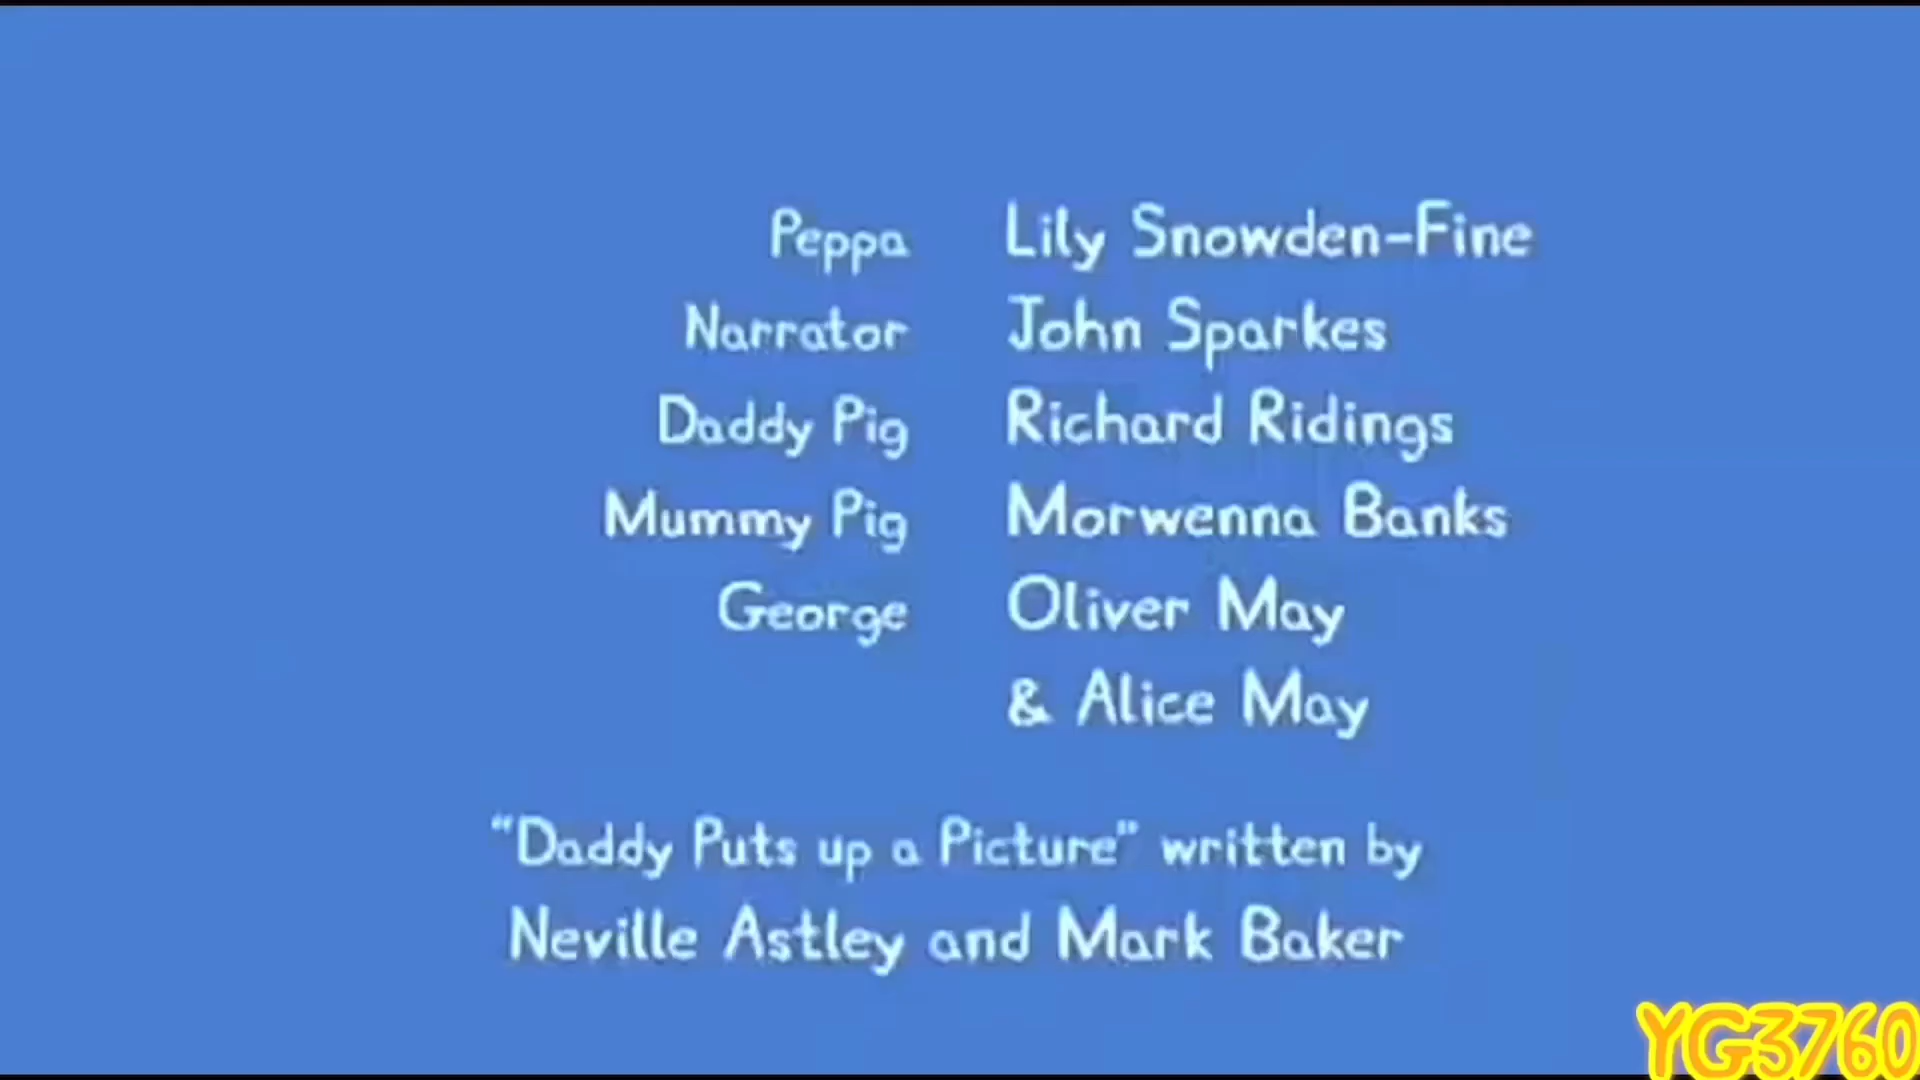 Peppa Lily Snowden-Fine
Narrator John Sparkes
Daddy Pig Richard Ridings
Mummy Pig Morwenna Banks
George Oliver May
& Alice May
"Daddy Puts up a Picture" written by
Neville Astley and Mark Baker
YG3760